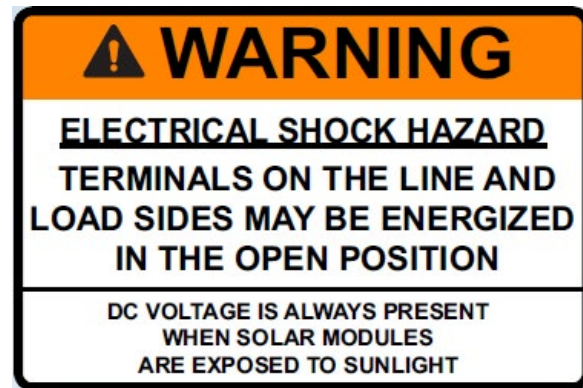 WARNING
ELECTRICAL SHOCK HAZARD
TERMINALS ON THE LINE AND
LOAD SIDES MAY BE ENERGIZED
IN THE OPEN POSITION
DC VOLTAGE IS ALWAYS PRESENT
WHEN SOLAR MODULES
ARE EXPOSED TO SUNLIGHT